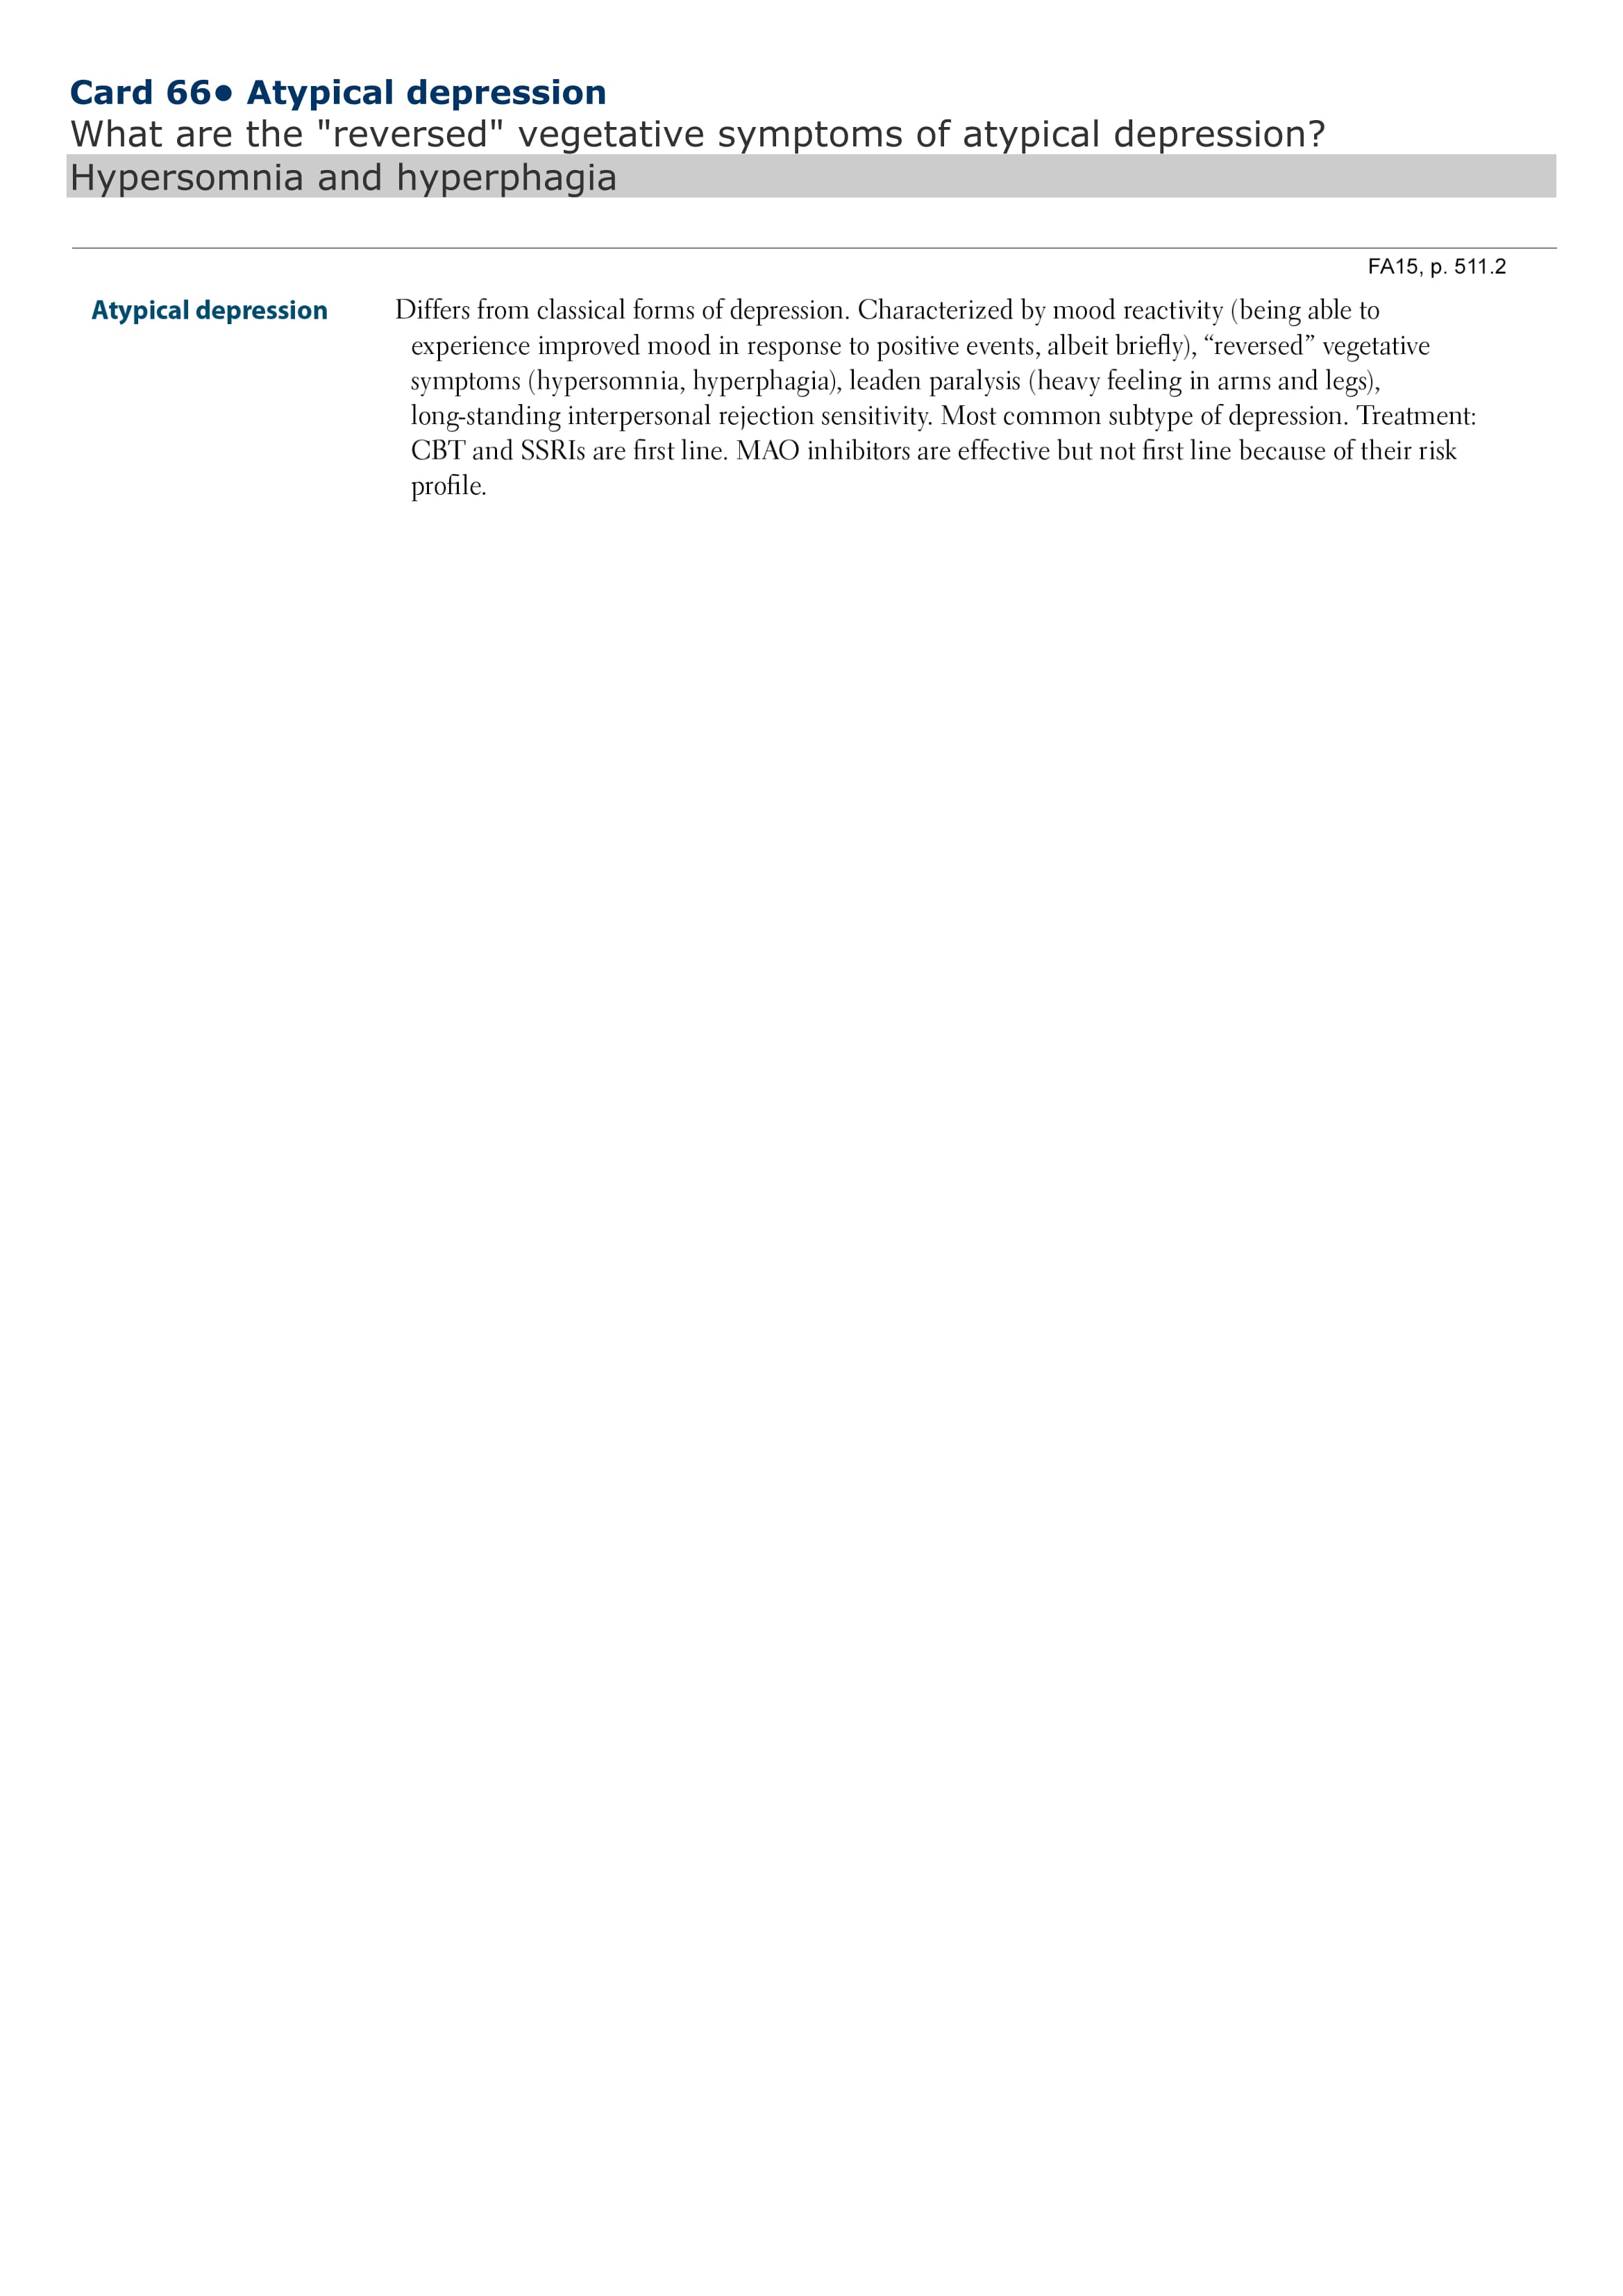 Card 66● Atypical depression
What are the "reversed" vegetative symptoms of atypical depression?
Hypersomnia and hyperphagia
FA15, p. 511.2
Atypical depression
Differs from classical forms of depression. Characterized by mood reactivity (being able to
experience improved mood in response to positive events, albeit briefly), “reversed” vegetative
symptoms (hypersomnia, hyperphagia), leaden paralysis (heavy feeling in arms and legs),
long-standing interpersonal rejection sensitivity. Most common subtype of depression. Treatment:
CBT and SSRIs are first line. MAO inhibitors are effective but not first line because of their risk
profile.